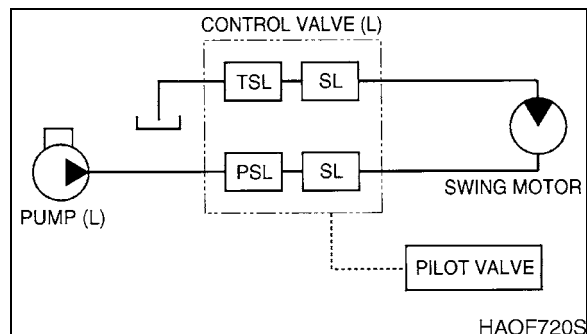 CONTROL VALVE (L)
TSL
SL
PSL
SL
PUMP (L)
SWING MOTOR
PILOT VALVE
HAOF720S